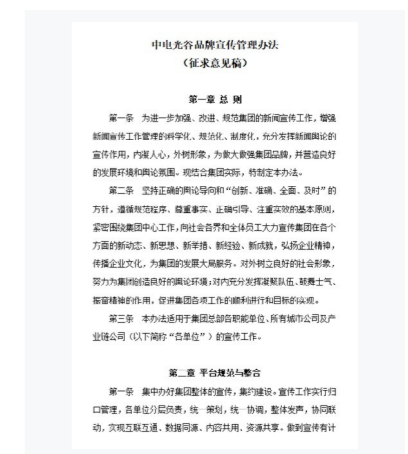 中电光谷品牌宣传管理办法
（征求意见稿）
第一章 总 则
第一条 为进一步加强、改进、规范集团的新闻宣传工作，增强
新闻宣传工作管理的科学化、规范化、制度化，充分发挥新闻舆论的
宣传作用，内凝人心，外树形象，为做大做强集团品牌，并营造良好
的发展环境和舆论氛围。现结合集团实际，特制定本办法。
第二条 坚持正确的舆论导向和“创新、准确、全面、及时”的
方针，遵循规范程序、尊重事实、正确引导、注重实效的基本原则，
紧密围绕集团中心工作，向社会各界和全体员工大力宣传集团在各个
方面的新动态、新思想、新举措、新经验、新成就，弘扬企业精神，
传播企业文化，为集团的发展大局服务。对外树立良好的社会形象，
努力为集团创造良好的舆论环境；对内充分发挥凝聚队伍、鼓舞士气、
振奋精神的作用，促进集团各项工作的顺利进行和目标的实现。
第三条 本办法适用于集团总部各职能单位、所有城市公司及产
业链公司（以下简称“各单位”）的宣传工作。
第二章 平台规范与整合
第一条 集中办好集团整体的宣传，集约建设。宣传工作实行归
口管理，各单位分层负责，统一策划，统一协调，整体发声，协同联
动，实现互联互通、数据同源、内容共用、资源共享。做到宣传有计